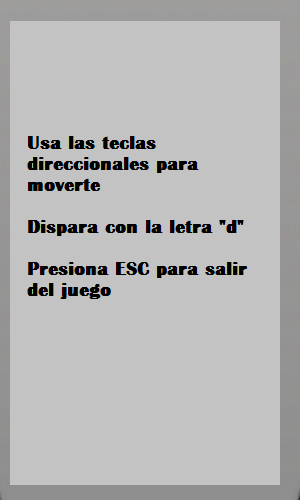 Usa las teclas
direccionales para
moverte
Dispara con la letra "d"
Presiona ESC para salir
del juego